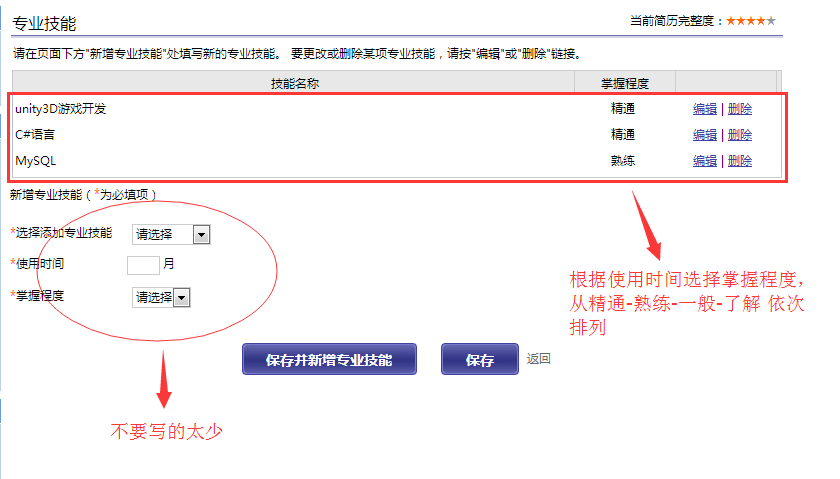 专业技能
当前简历完整度：★★★★★
请在页面下方"新增专业技能"处填写新的专业技能。 要更改或删除某项专业技能，请按"编辑"或"删除"链接。
技能名称 掌握程度
unity3D游戏开发 精通 编辑 | 删除
C#语言 精通 编辑 | 删除
MySQL 熟练 编辑 | 删除
新增专业技能（*为必填项）
*选择添加专业技能 请选择
*使用时间 月
*掌握程度 请选择
根据使用时间选择掌握程度，
从精通-熟练-一般-了解 依次
排列
保存并新增专业技能 保存 返回
不要写的太少